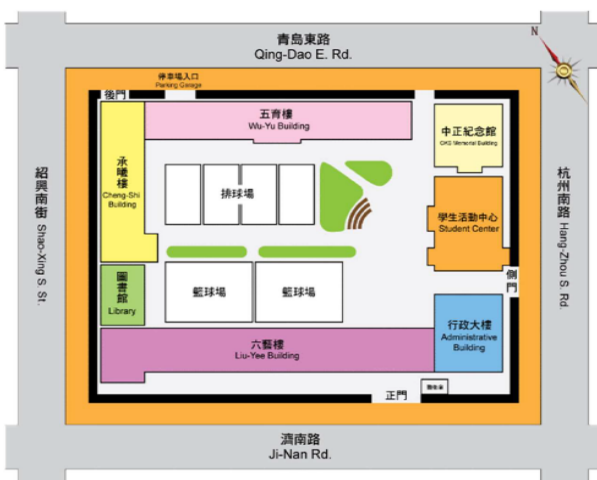 青島東路
Qing-Dao E. Rd.
N
停車場入口
Parking Garage
後門
五育樓
Wu-Yu Building
中正紀念館
CKS Memorial Building
承曦樓
Cheng-Shi
Building
排球場
學生活動中心
Student Center
紹興南街 Shao-Xing S. St.
杭州南路 Hang-Zhou S. Rd.
側門
圖書館
Library
籃球場
籃球場
行政大樓
Administrative
Building
六藝樓
Liu-Yee Building
正門
濟南路
Ji-Nan Rd.